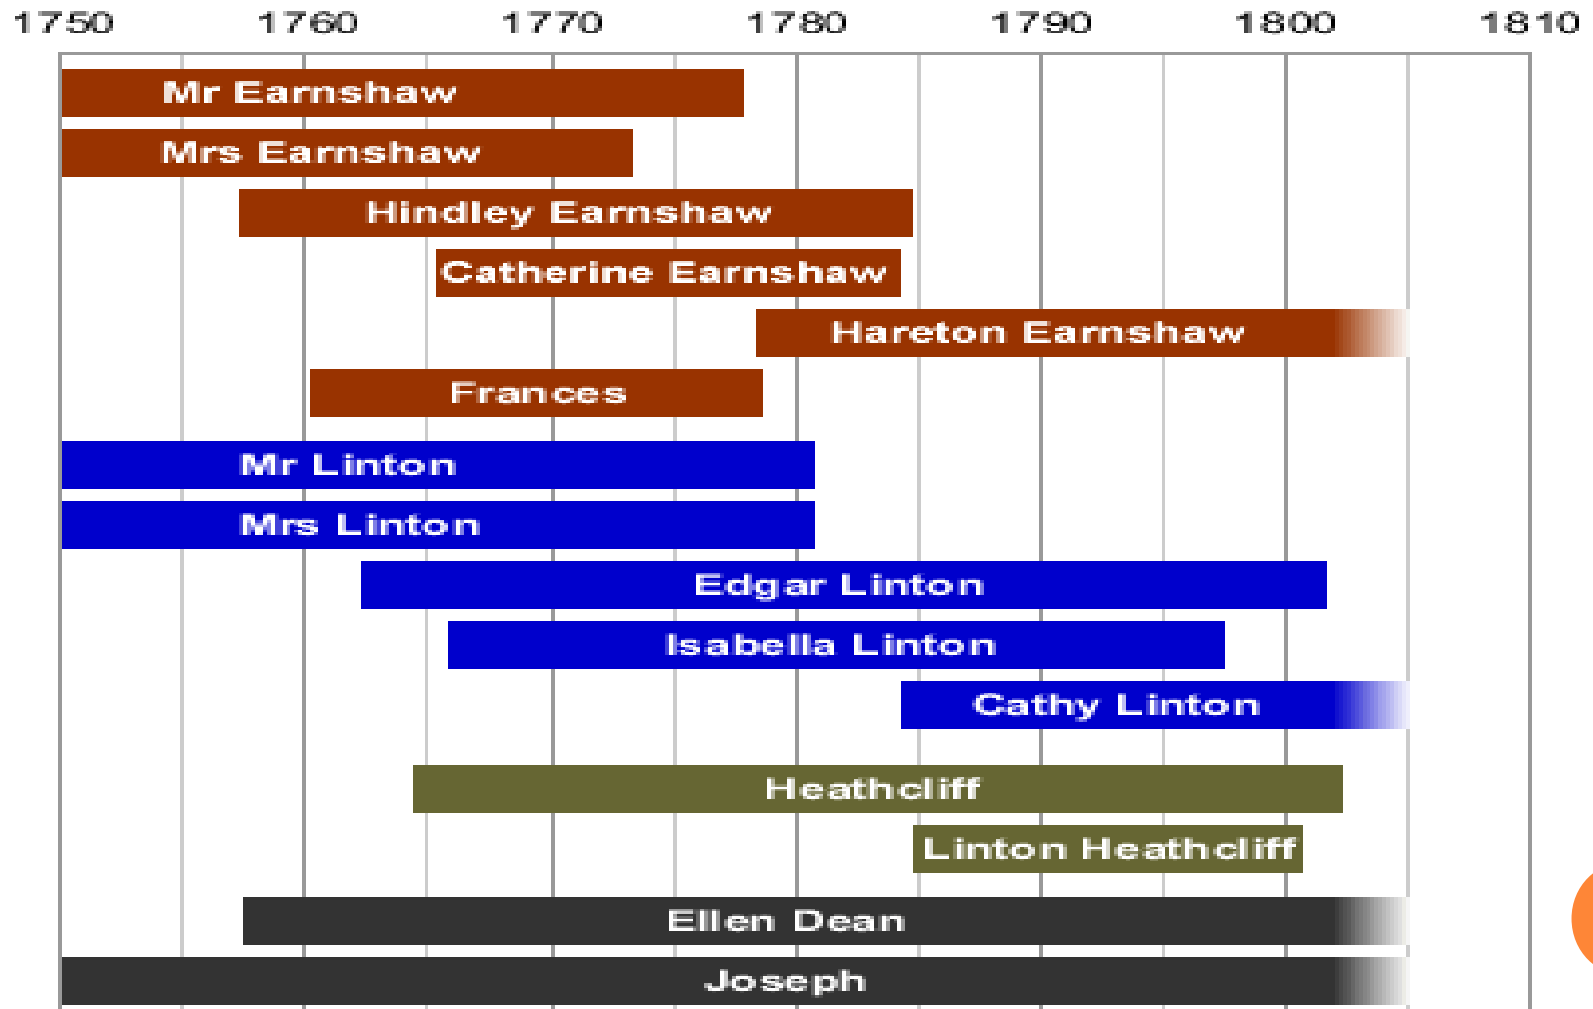 1750 1760 1770 1780 1790 1800 1810
Mr Earnshaw
Mrs Earnshaw
Hindley Earnshaw
Catherine Earnshaw
Hareton Earnshaw
Frances
Mr Linton
Mrs Linton
Edgar Linton
Isabella Linton
Cathy Linton
Heathcliff
Linton Heathcliff
Ellen Dean
Joseph